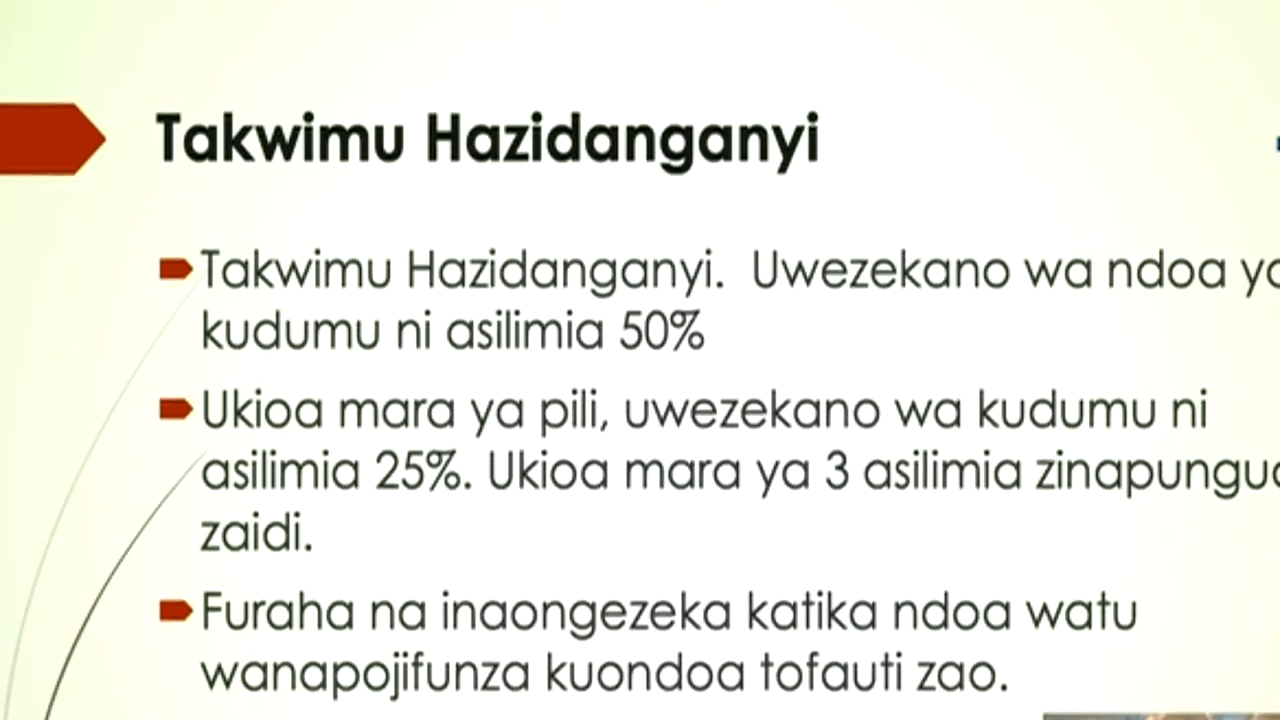 Takwimu Hazidanganyi
Takwimu Hazidanganyi. Uwezekano wa ndoa
kudumu ni asilimia 50%
Ukioa mara ya pili, uwezekano wa kudumu ni
asilimia 25%. Ukioa mara ya 3 asilimia
zaidi.
Furaha na inaongezeka katika ndoa watu
wanapojifunza kuondoa tofauti zao.